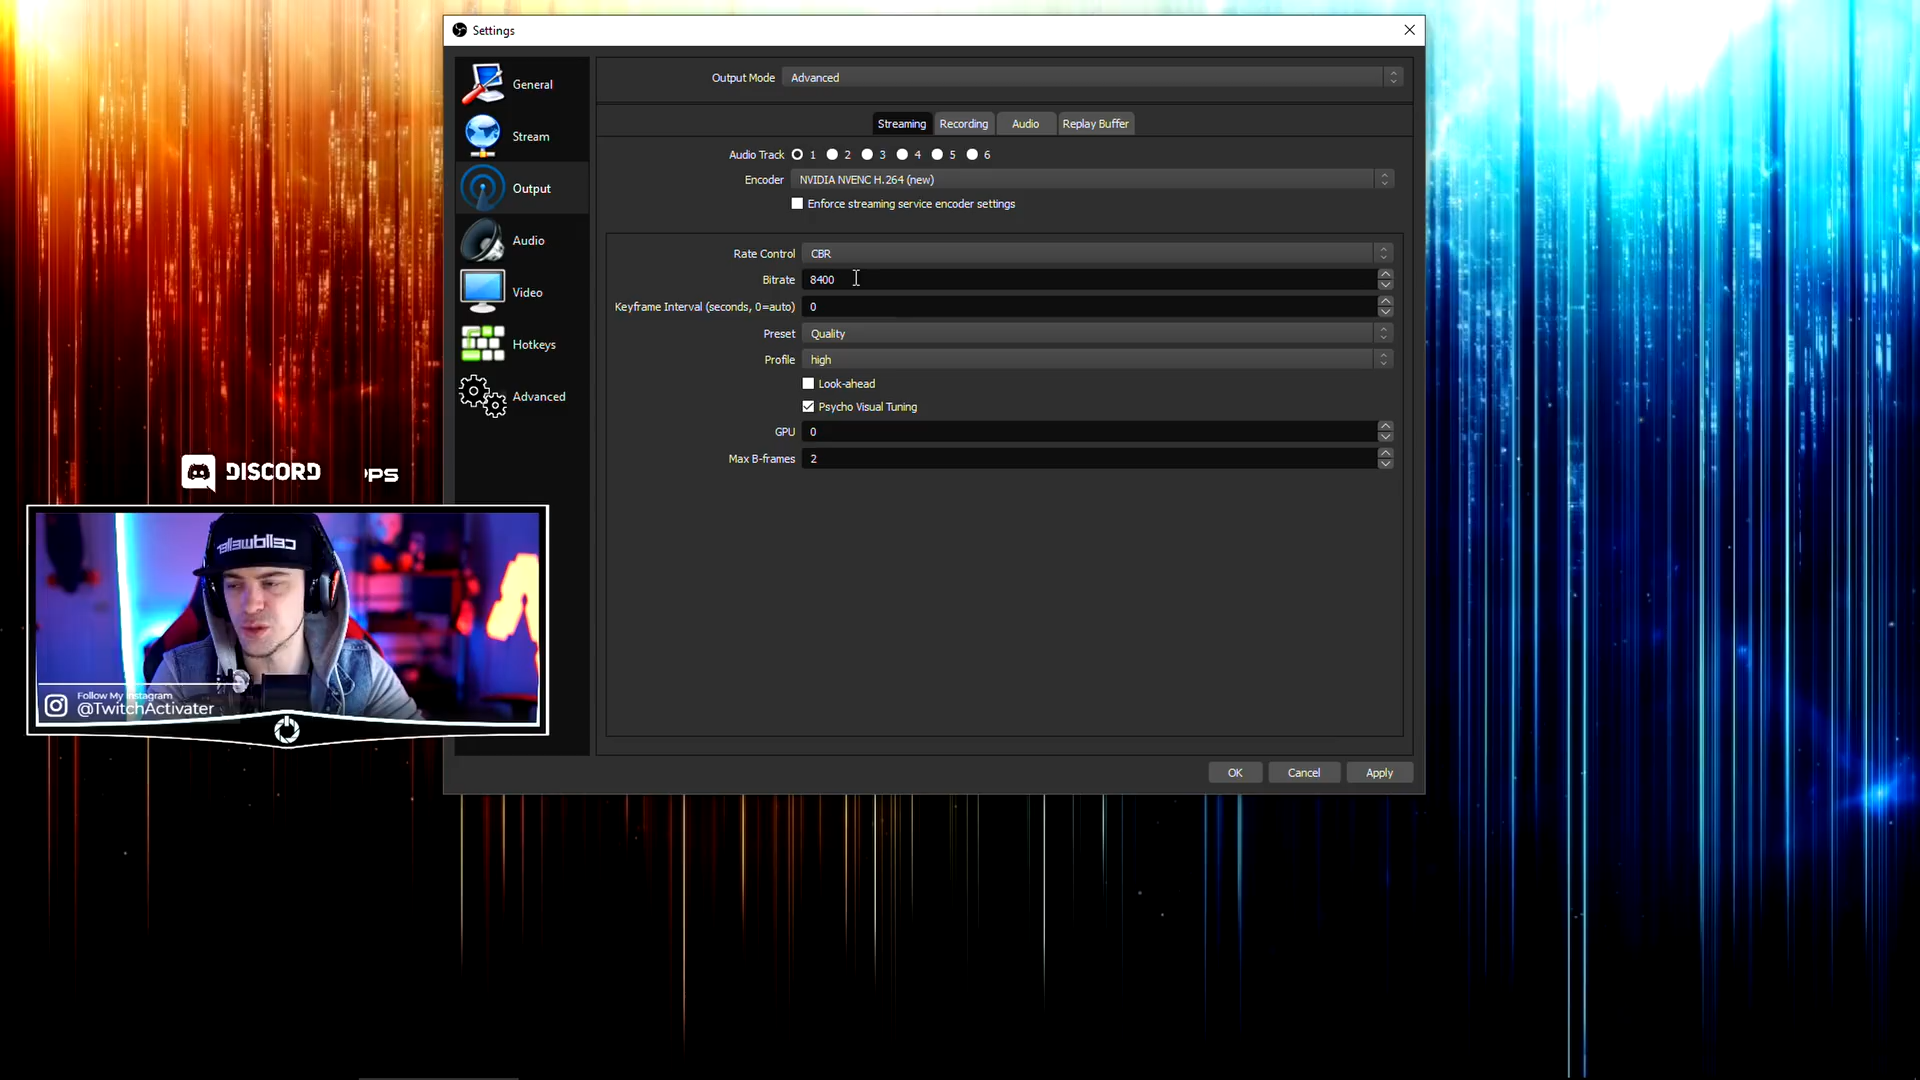 Settings
General
Stream
Output
Audio
Video
Hotkeys
Advanced
Output Mode Advanced
Streaming Recording Audio Replay Buffer
Audio Track 1 2 3 4 5 6
Encoder NVIDIA NVENC H.264 (new)
Enforce streaming service encoder settings
Rate Control CBR
Bitrate 8400
Keyframe Interval (seconds, 0=auto) 0
Preset Quality
Profile high
Look-ahead
Psycho Visual Tuning
GPU 0
Max B-frames 2
OK Cancel Apply
DISCORD PS
cellweller
Follow My Instagram
@TwitchActivater